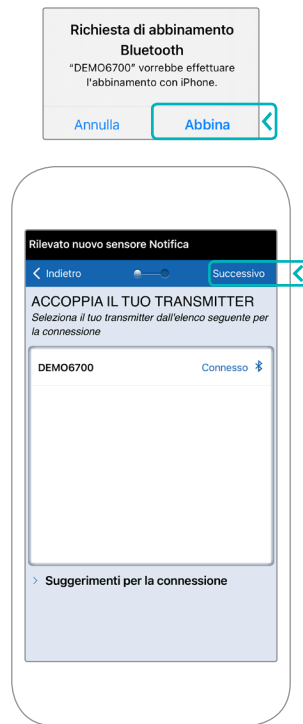 Richiesta di abbinamento
Bluetooth
“DEMO6700” vorrebbe effettuare
l'abbinamento con iPhone.
Annulla
Abbina
Rilevato nuovo sensore Notifica
Indietro
Successivo
ACCOPPIA IL TUO TRANSMITTER
Seleziona il tuo transmitter dall'elenco seguente per
la connessione
DEMO6700
Connesso
Suggerimenti per la connessione